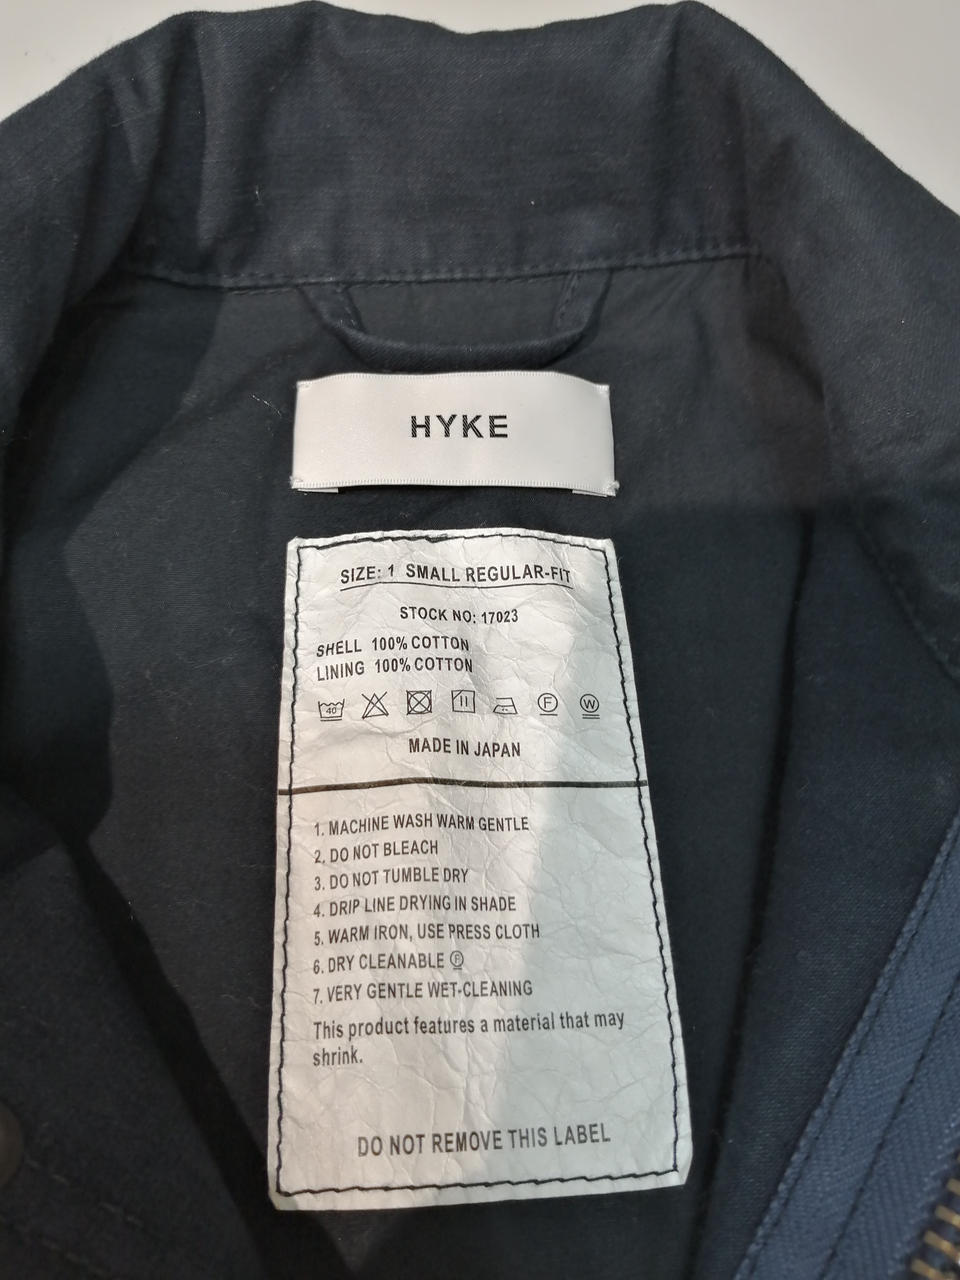 HYKE
SIZE: 1 SMALL REGULAR-FIT
STOCK NO: 17023
SHELL 100% COTTON
LINING 100% COTTON
40 F W
MADE IN JAPAN
1. MACHINE WASH WARM GENTLE
2. DO NOT BLEACH
3. DO NOT TUMBLE DRY
4. DRIP LINE DRYING IN SHADE
5. WARM IRON, USE PRESS CLOTH
6. DRY CLEANABLE Ⓕ
7. VERY GENTLE WET-CLEANING
This product features a material that may
shrink.
DO NOT REMOVE THIS LABEL